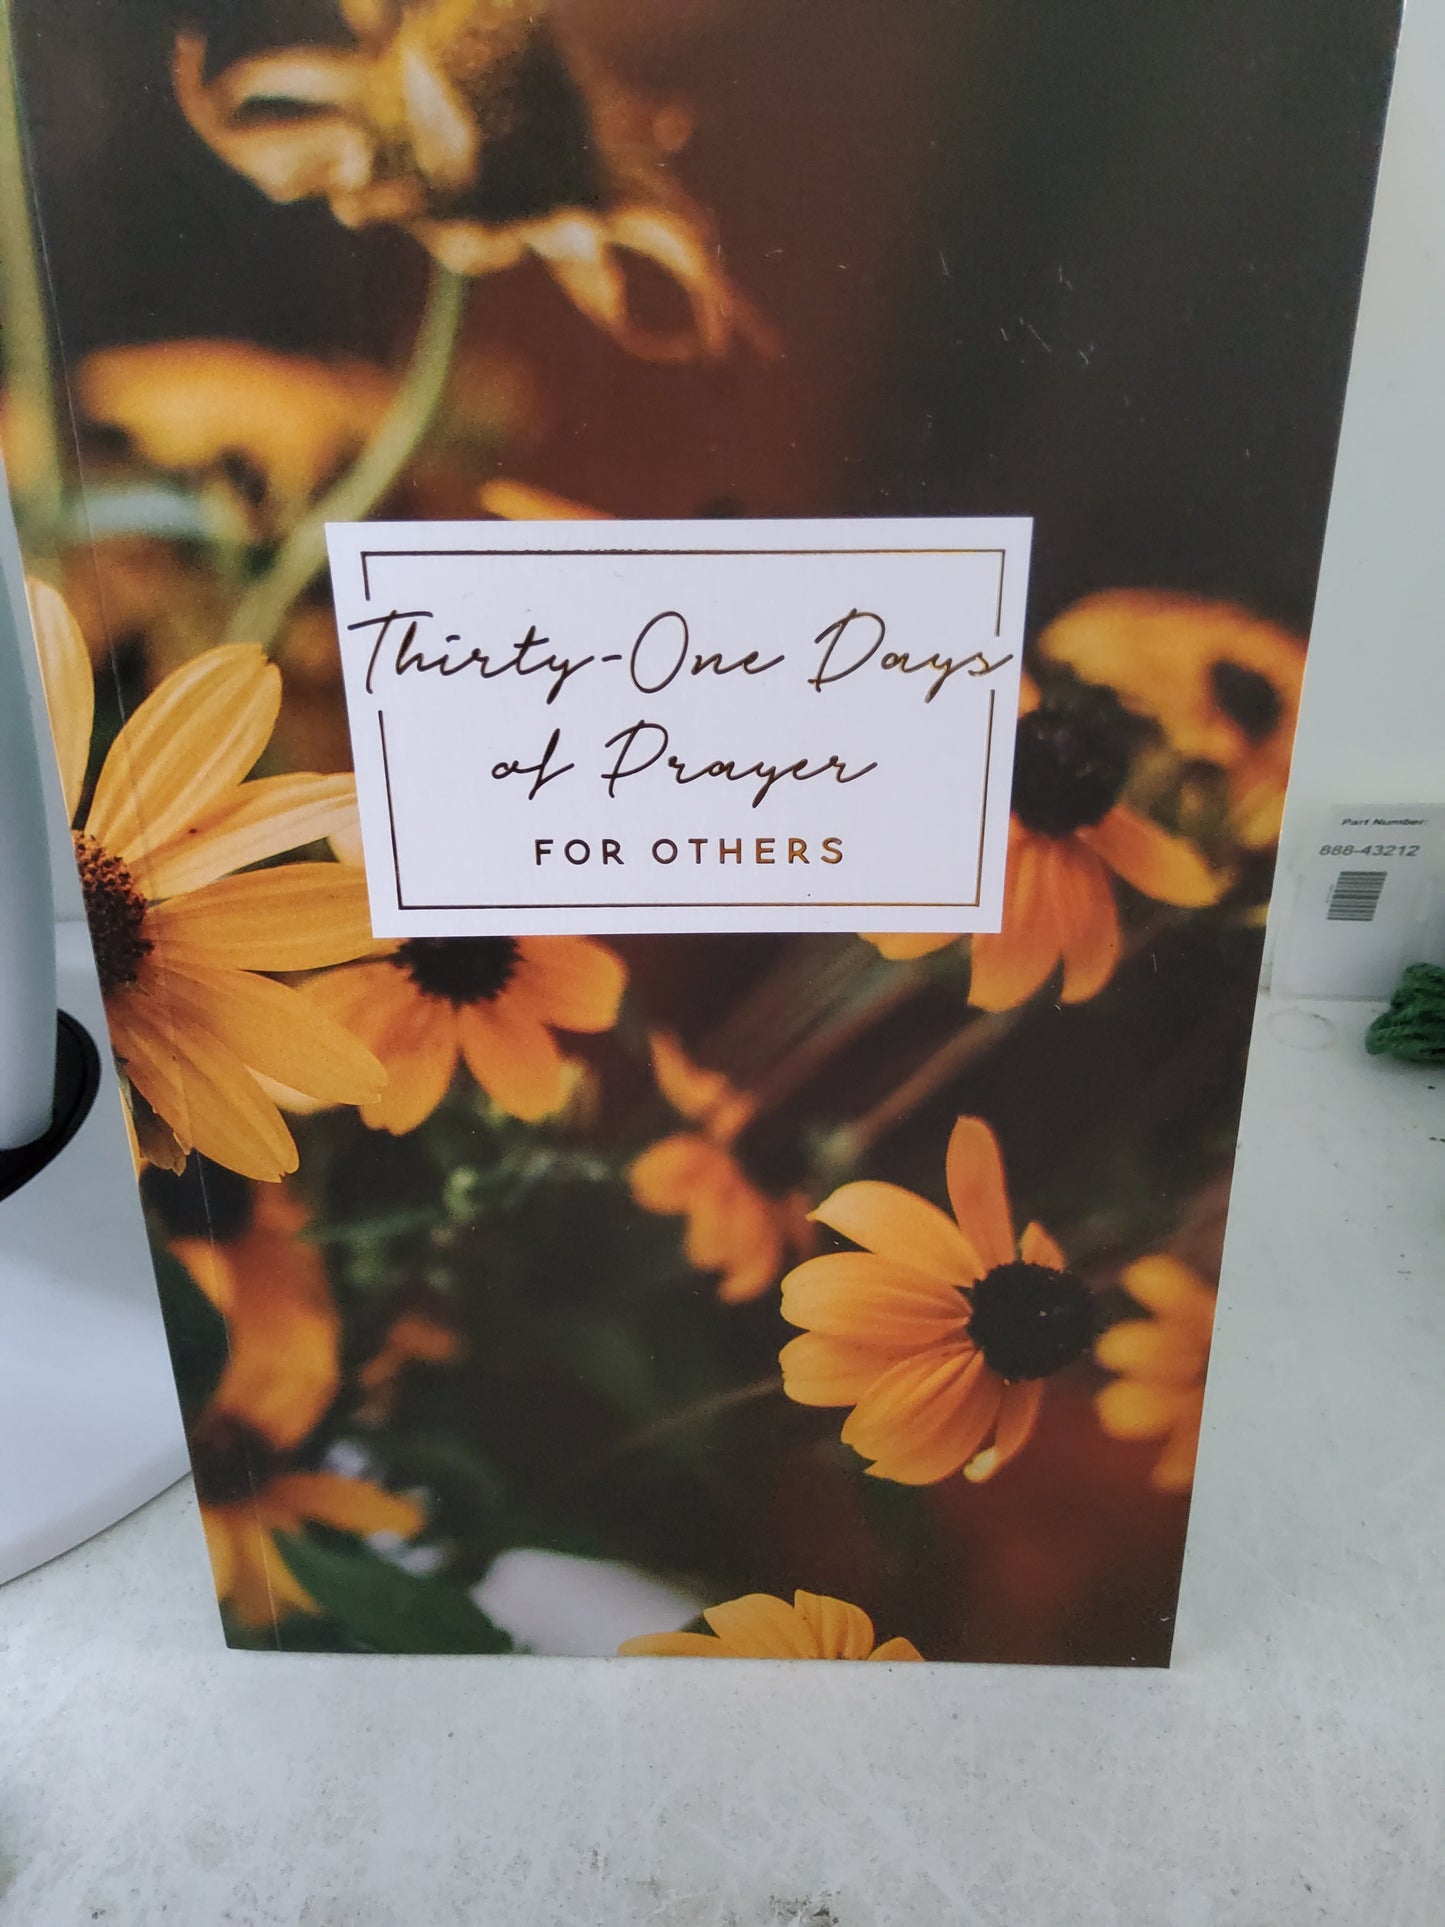 Thirty-One Days
of Prayer
FOR OTHERS
Part Number:
888-43212